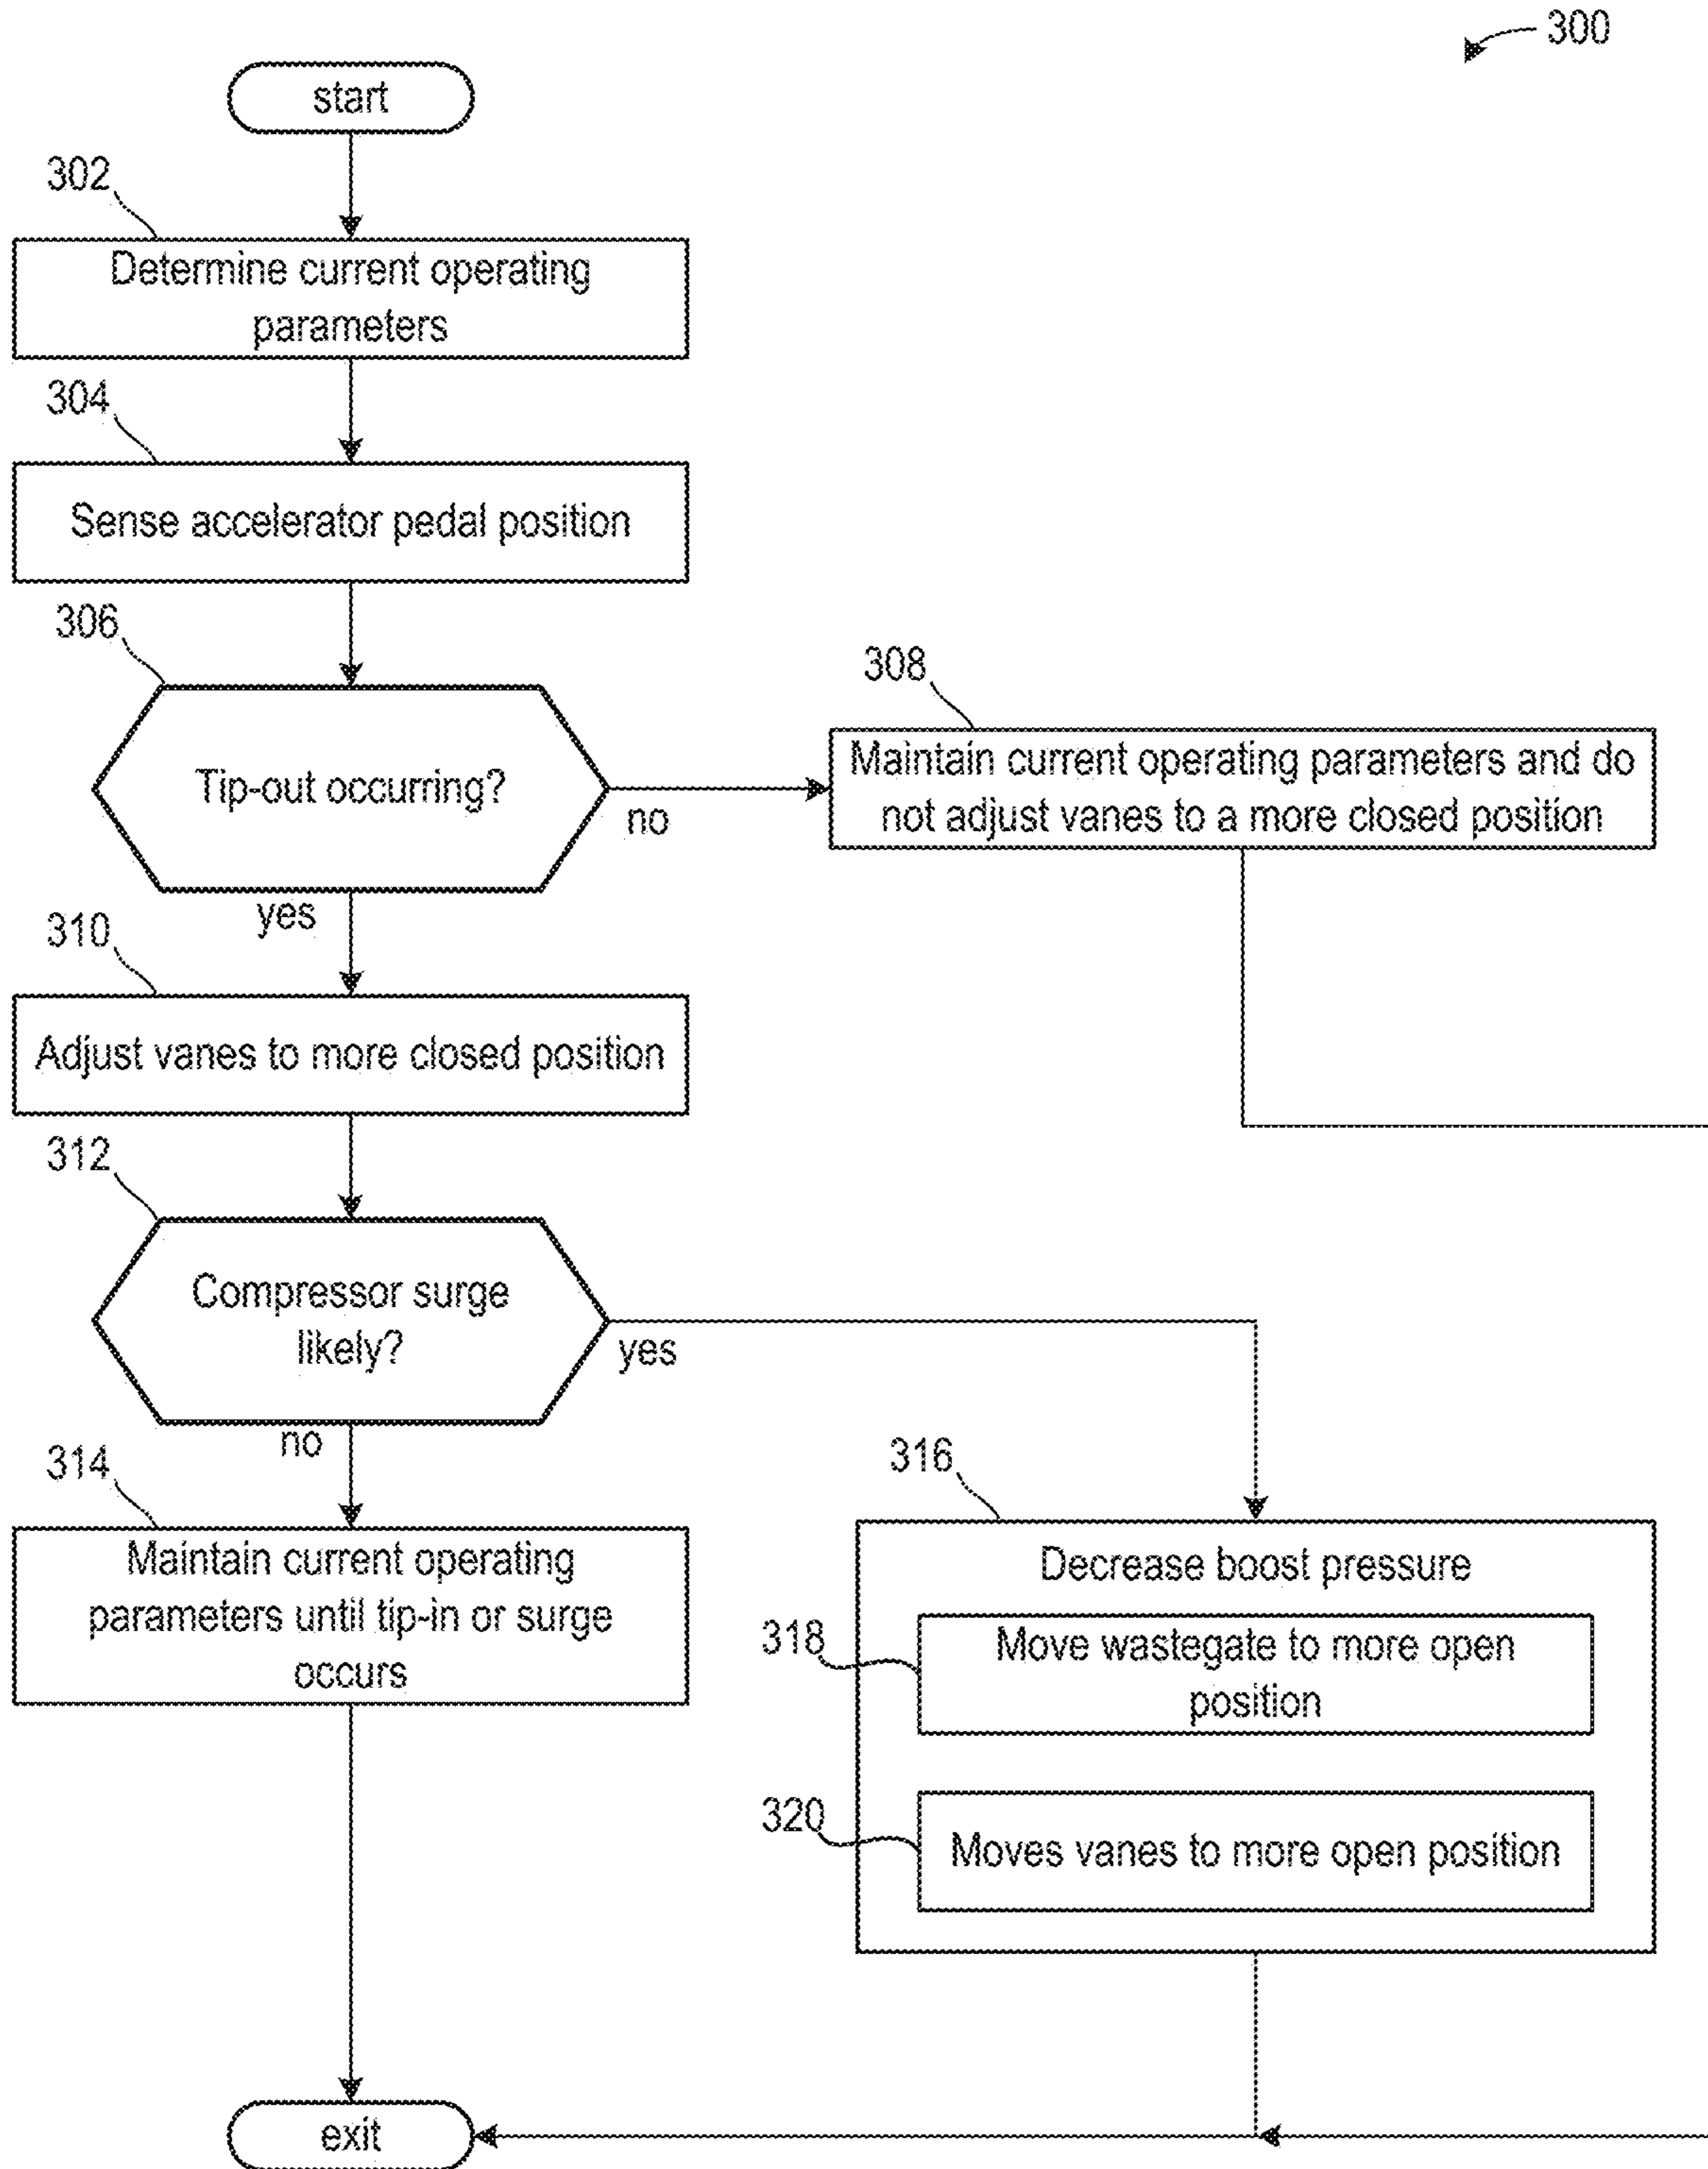 300
start
302
Determine current operating
parameters
304
Sense accelerator pedal position
306
Tip-out occurring?
no
yes
308
Maintain current operating parameters and do
not adjust vanes to a more closed position
310
Adjust vanes to more closed position
312
Compressor surge
likely?
yes
no
314
Maintain current operating
parameters until tip-in or surge
occurs
316
Decrease boost pressure
318
Move wastegate to more open
position
320
Moves vanes to more open position
exit